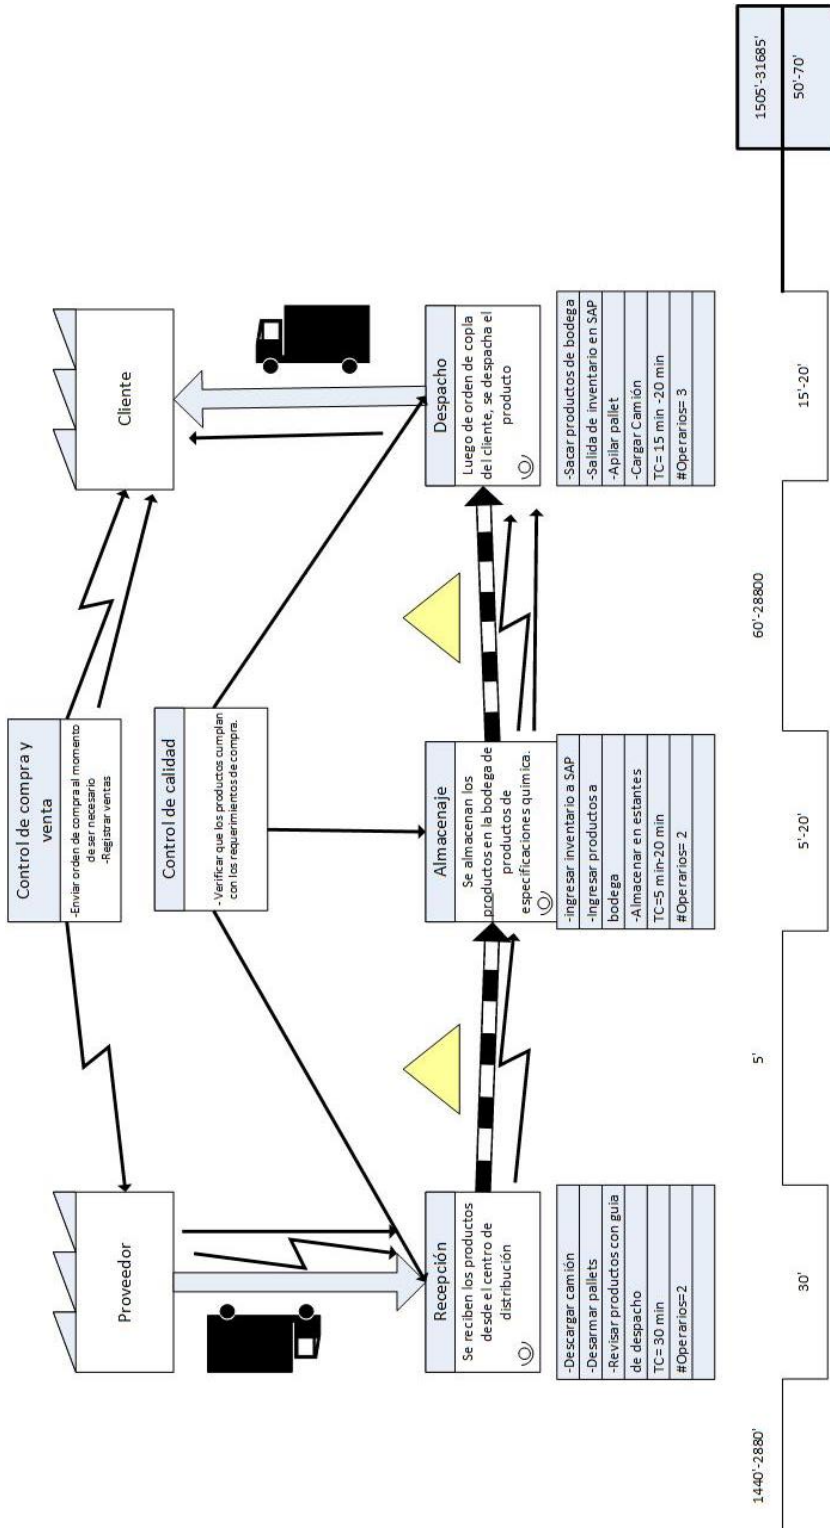 Control de compra y
venta
-Enviar orden de compra al momento
de ser necesario
-Registrar ventas
Proveedor
Cliente
Control de calidad
- Verificar que los productos cumplan
con los requerimientos de compra.
Recepción
Se reciben los productos
desde el centro de
distribución
-Descargar camión
-Desarmar pallets
-Revisar productos con guia
de despacho
TC= 30 min
#Operarios=2
Almacenaje
Se almacenan los
productos en la bodega de
productos de
especificaciones quimica.
-ingresar inventario a SAP
-Ingresar productos a
bodega
-Almacenar en estantes
TC=5 min-20 min
#Operarios= 2
Despacho
Luego de orden de copla
del cliente, se despacha el
producto
-Sacar productos de bodega
-Salida de inventario en SAP
-Apilar pallet
-Cargar Camión
TC= 15 min -20 min
#Operarios= 3
1440'-2880'
30'
5'
5'-20'
60'-28800
15'-20'
1505'-31685'
50'-70'